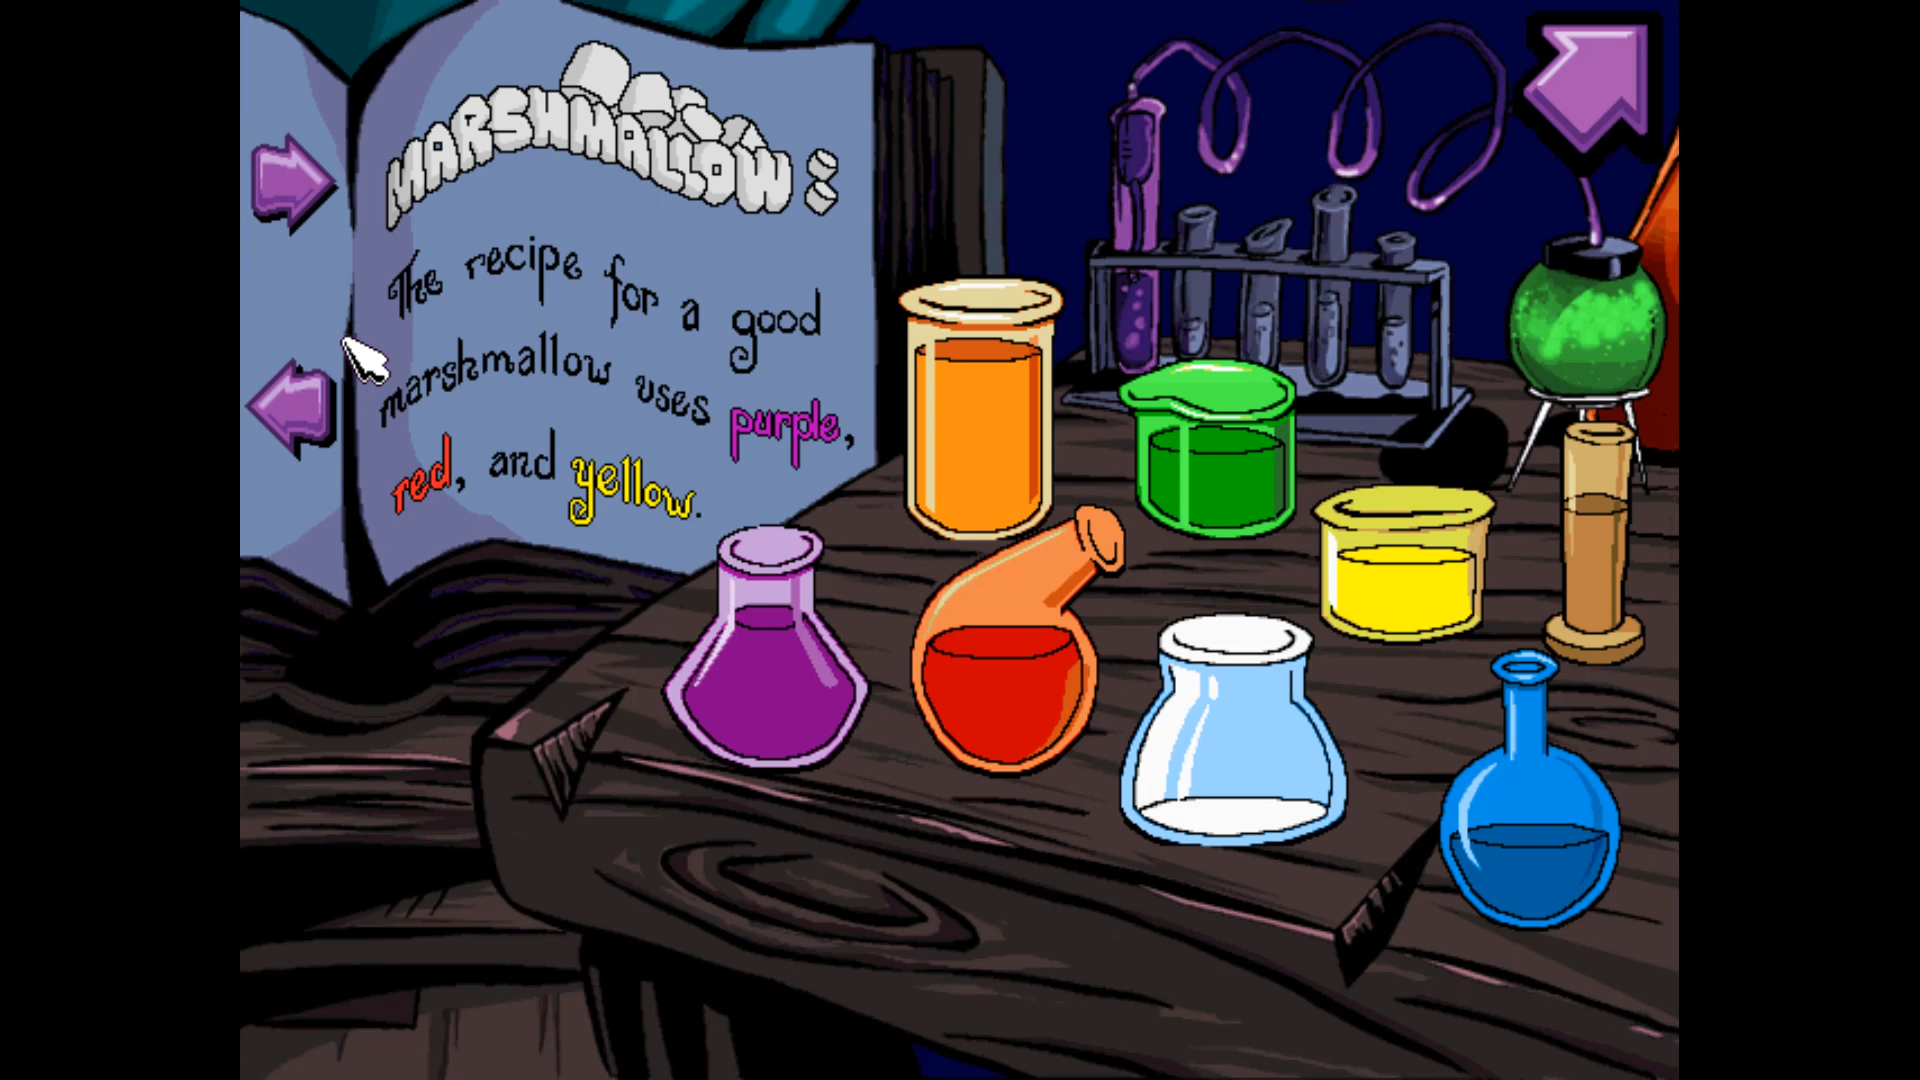 MARSHMALLOW:
The recipe for a good
marshmallow uses purple,
red, and yellow.